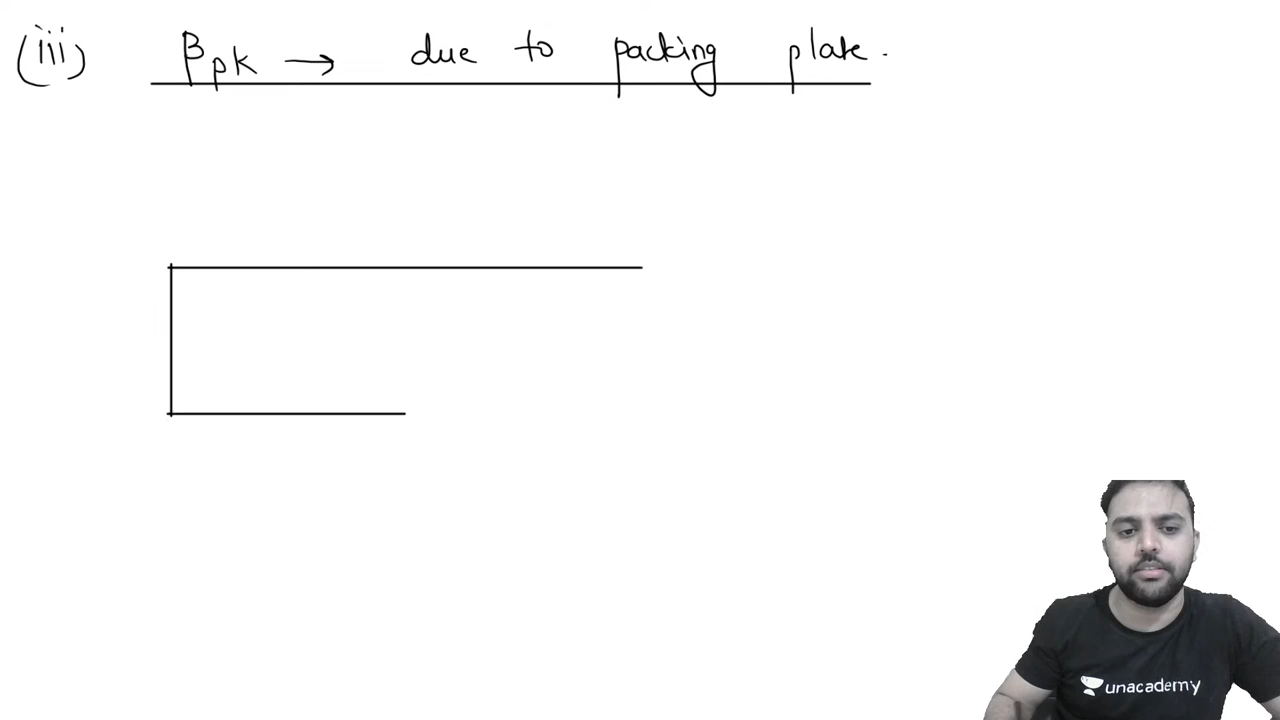 (iii) βpk → due to packing plate.
unacademy